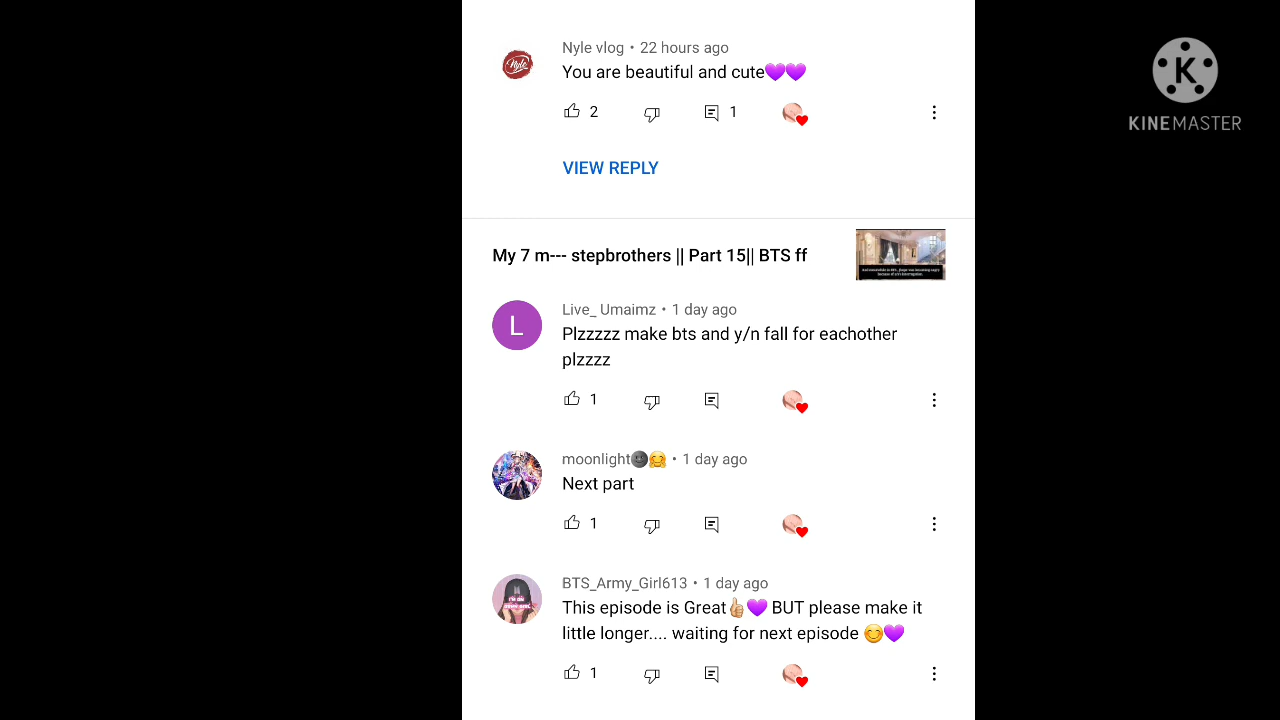 Nyle vlog • 22 hours ago
You are beautiful and cute💜💜
2
1
VIEW REPLY
My 7 m--- stepbrothers || Part 15|| BTS ff
L
Live_ Umaimz • 1 day ago
Plzzzzz make bts and y/n fall for eachother
plzzzz
1
moonlight🌚🤗 • 1 day ago
Next part
1
BTS_Army_Girl613 • 1 day ago
This episode is Great👍🏼💜 BUT please make it
little longer.... waiting for next episode 😊💜
1
K
KINEMASTER
Nyle